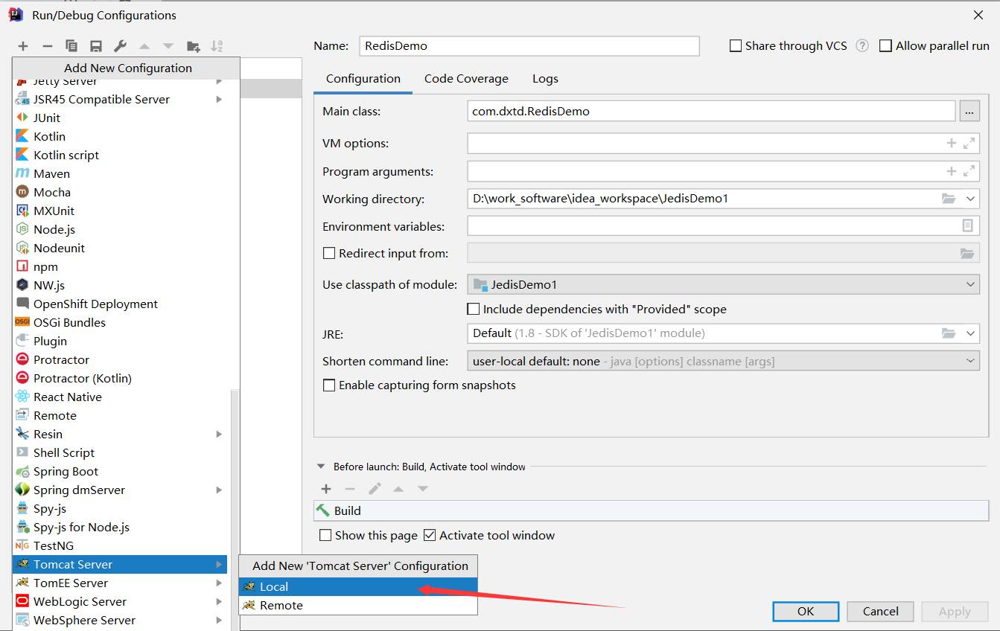 Run/Debug Configurations
Name: RedisDemo
Share through VCS ? Allow parallel run
Add New Configuration
Jetty Server
JSR45 Compatible Server
JUnit
Kotlin
Kotlin script
Maven
Mocha
MXUnit
Node.js
Nodeunit
npm
NW.js
OpenShift Deployment
OSGi Bundles
Plugin
Protractor
Protractor (Kotlin)
React Native
Remote
Resin
Shell Script
Spring Boot
Spring dmServer
Spy-js
Spy-js for Node.js
TestNG
Tomcat Server
TomEE Server
WebLogic Server
WebSphere Server
Add New 'Tomcat Server' Configuration
Local
Remote
Configuration Code Coverage Logs
Main class: com.dxtd.RedisDemo ...
VM options:
Program arguments:
Working directory: D:\work_software\idea_workspace\JedisDemo1
Environment variables:
Redirect input from:
Use classpath of module: JedisDemo1
Include dependencies with "Provided" scope
JRE: Default (1.8 - SDK of 'JedisDemo1' module)
Shorten command line: user-local default: none - java [options] classname [args]
Enable capturing form snapshots
Before launch: Build, Activate tool window
Build
Show this page Activate tool window
OK Cancel Apply